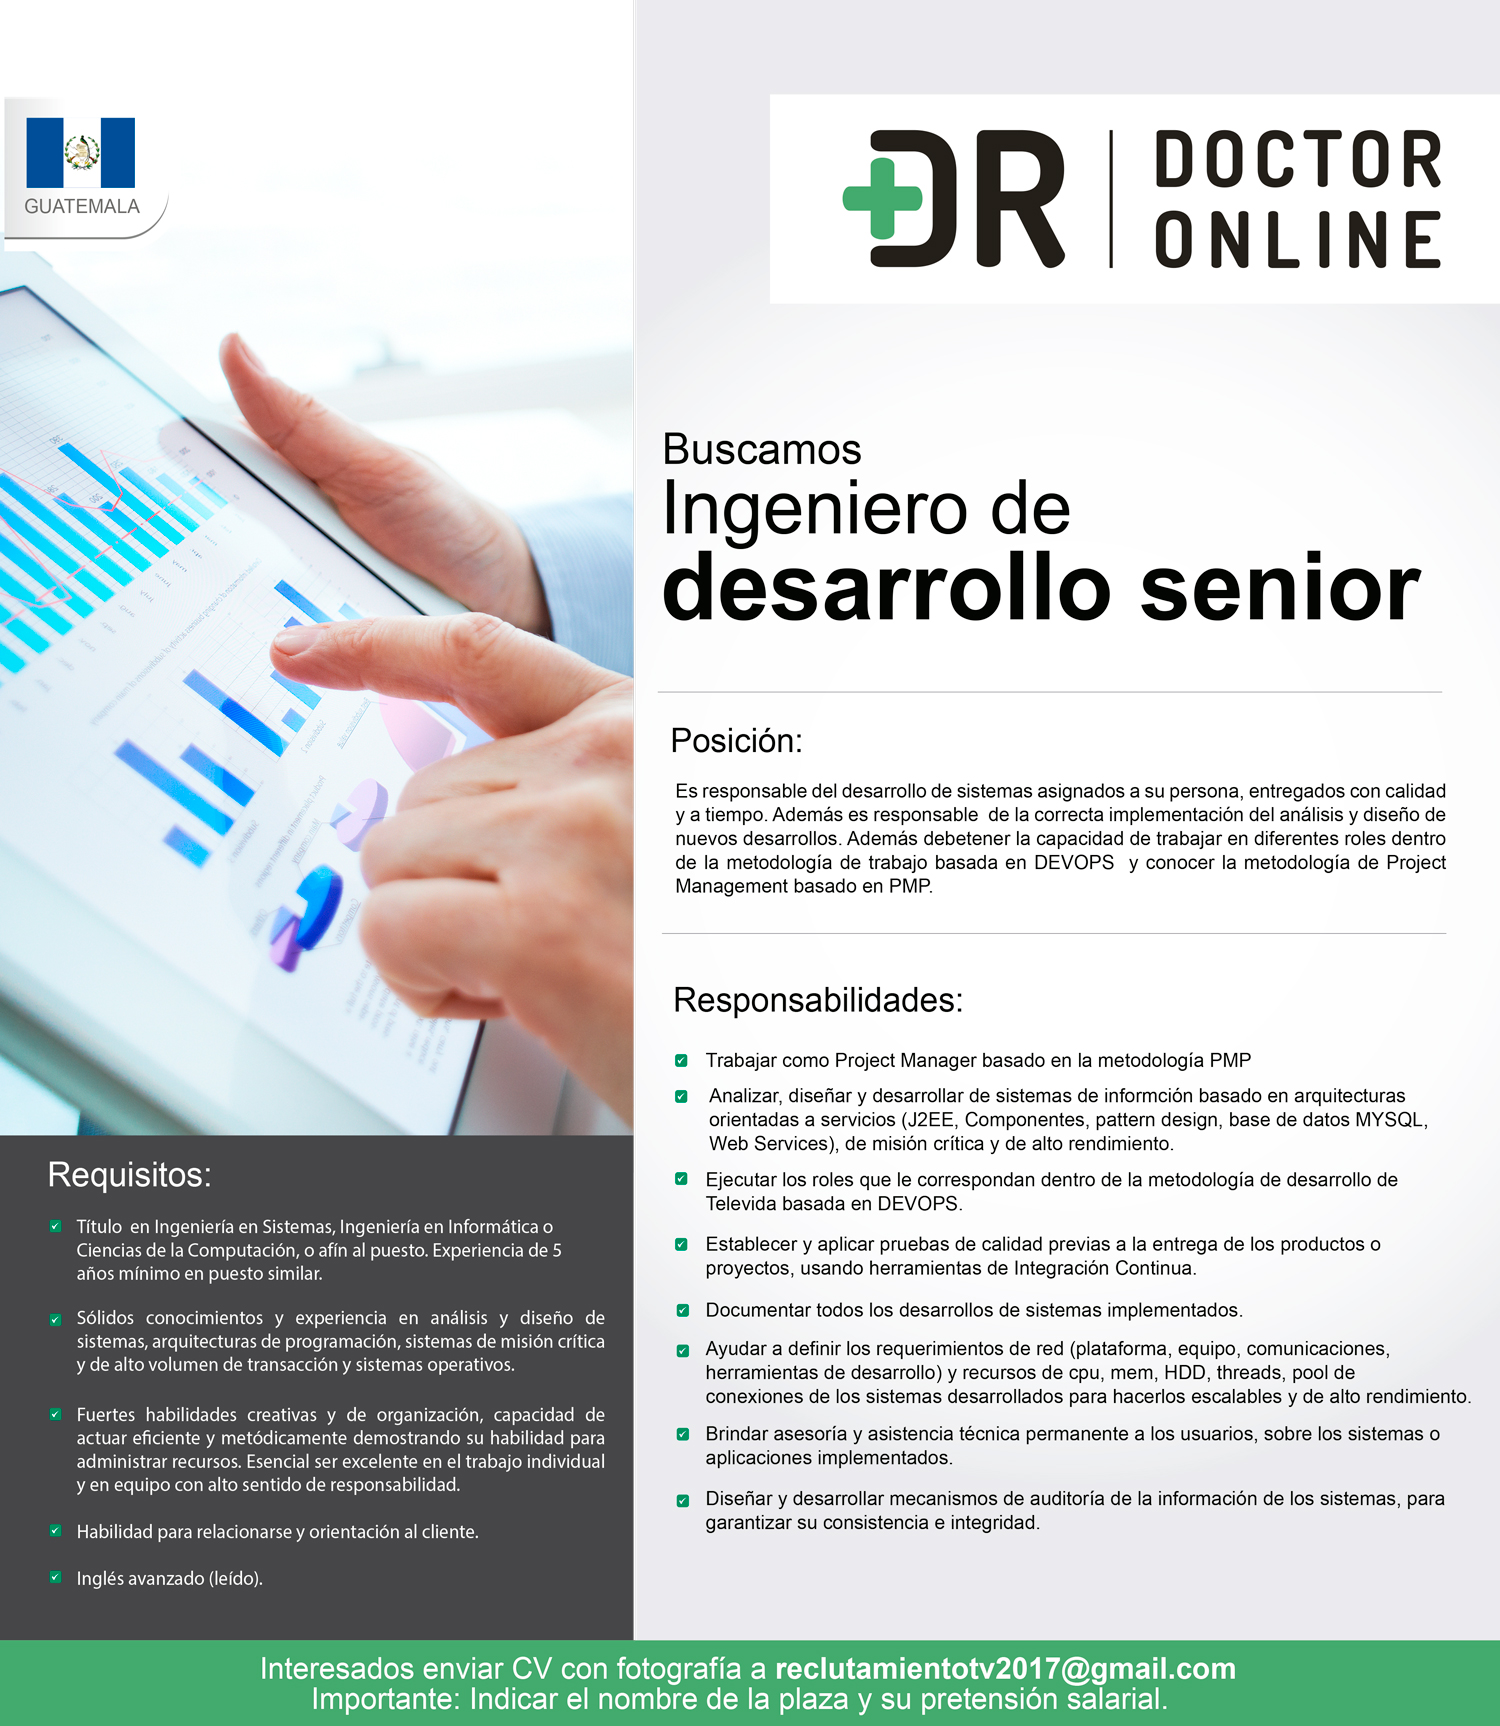 GUATEMALA
DR
DOCTOR
ONLINE
Buscamos
Ingeniero de
desarrollo senior
Posición:
Es responsable del desarrollo de sistemas asignados a su persona, entregados con calidad
y a tiempo. Además es responsable  de la correcta implementación del análisis y diseño de
nuevos desarrollos. Además debetener la capacidad de trabajar en diferentes roles dentro
de la metodología de trabajo basada en DEVOPS  y conocer la metodología de Project
Management basado en PMP.
Responsabilidades:
Trabajar como Project Manager basado en la metodología PMP
Analizar, diseñar y desarrollar de sistemas de informción basado en arquitecturas
orientadas a servicios (J2EE, Componentes, pattern design, base de datos MYSQL,
Web Services), de misión crítica y de alto rendimiento.
Ejecutar los roles que le correspondan dentro de la metodología de desarrollo de
Televida basada en DEVOPS.
Establecer y aplicar pruebas de calidad previas a la entrega de los productos o
proyectos, usando herramientas de Integración Continua.
Documentar todos los desarrollos de sistemas implementados.
Ayudar a definir los requerimientos de red (plataforma, equipo, comunicaciones,
herramientas de desarrollo) y recursos de cpu, mem, HDD, threads, pool de
conexiones de los sistemas desarrollados para hacerlos escalables y de alto rendimiento.
Brindar asesoría y asistencia técnica permanente a los usuarios, sobre los sistemas o
aplicaciones implementados.
Diseñar y desarrollar mecanismos de auditoría de la información de los sistemas, para
garantizar su consistencia e integridad.
Requisitos:
Título  en Ingeniería en Sistemas, Ingeniería en Informática o
Ciencias de la Computación, o afín al puesto. Experiencia de 5
años mínimo en puesto similar.
Sólidos conocimientos y experiencia en análisis y diseño de
sistemas, arquitecturas de programación, sistemas de misión crítica
y de alto volumen de transacción y sistemas operativos.
Fuertes habilidades creativas y de organización, capacidad de
actuar eficiente y metódicamente demostrando su habilidad para
administrar recursos. Esencial ser excelente en el trabajo individual
y en equipo con alto sentido de responsabilidad.
Habilidad para relacionarse y orientación al cliente.
Inglés avanzado (leído).
Interesados enviar CV con fotografía a reclutamientotv2017@gmail.com
Importante: Indicar el nombre de la plaza y su pretensión salarial.